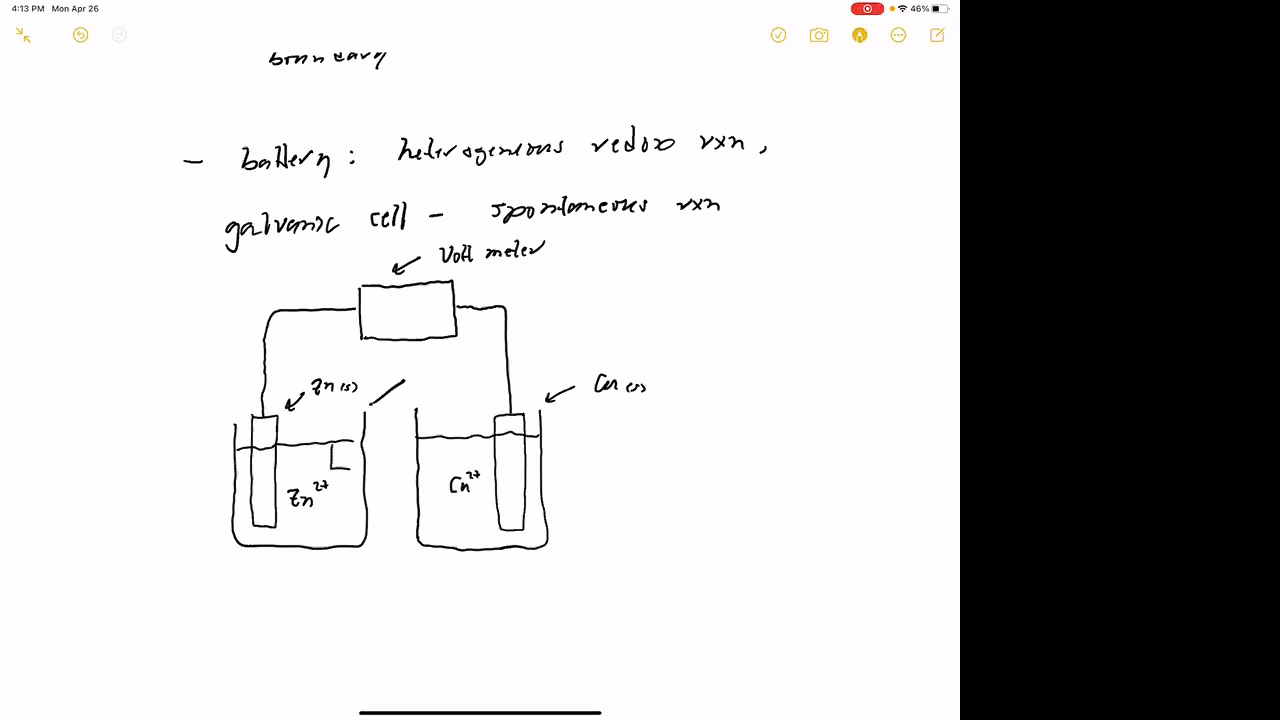 4:13 PM Mon Apr 26
46%
boundary
- battery: heterogeneous redox rxn,
galvanic cell - spontaneous rxn
Volt meter
Zn(s)
Cu(s)
Zn2+
Cu2+